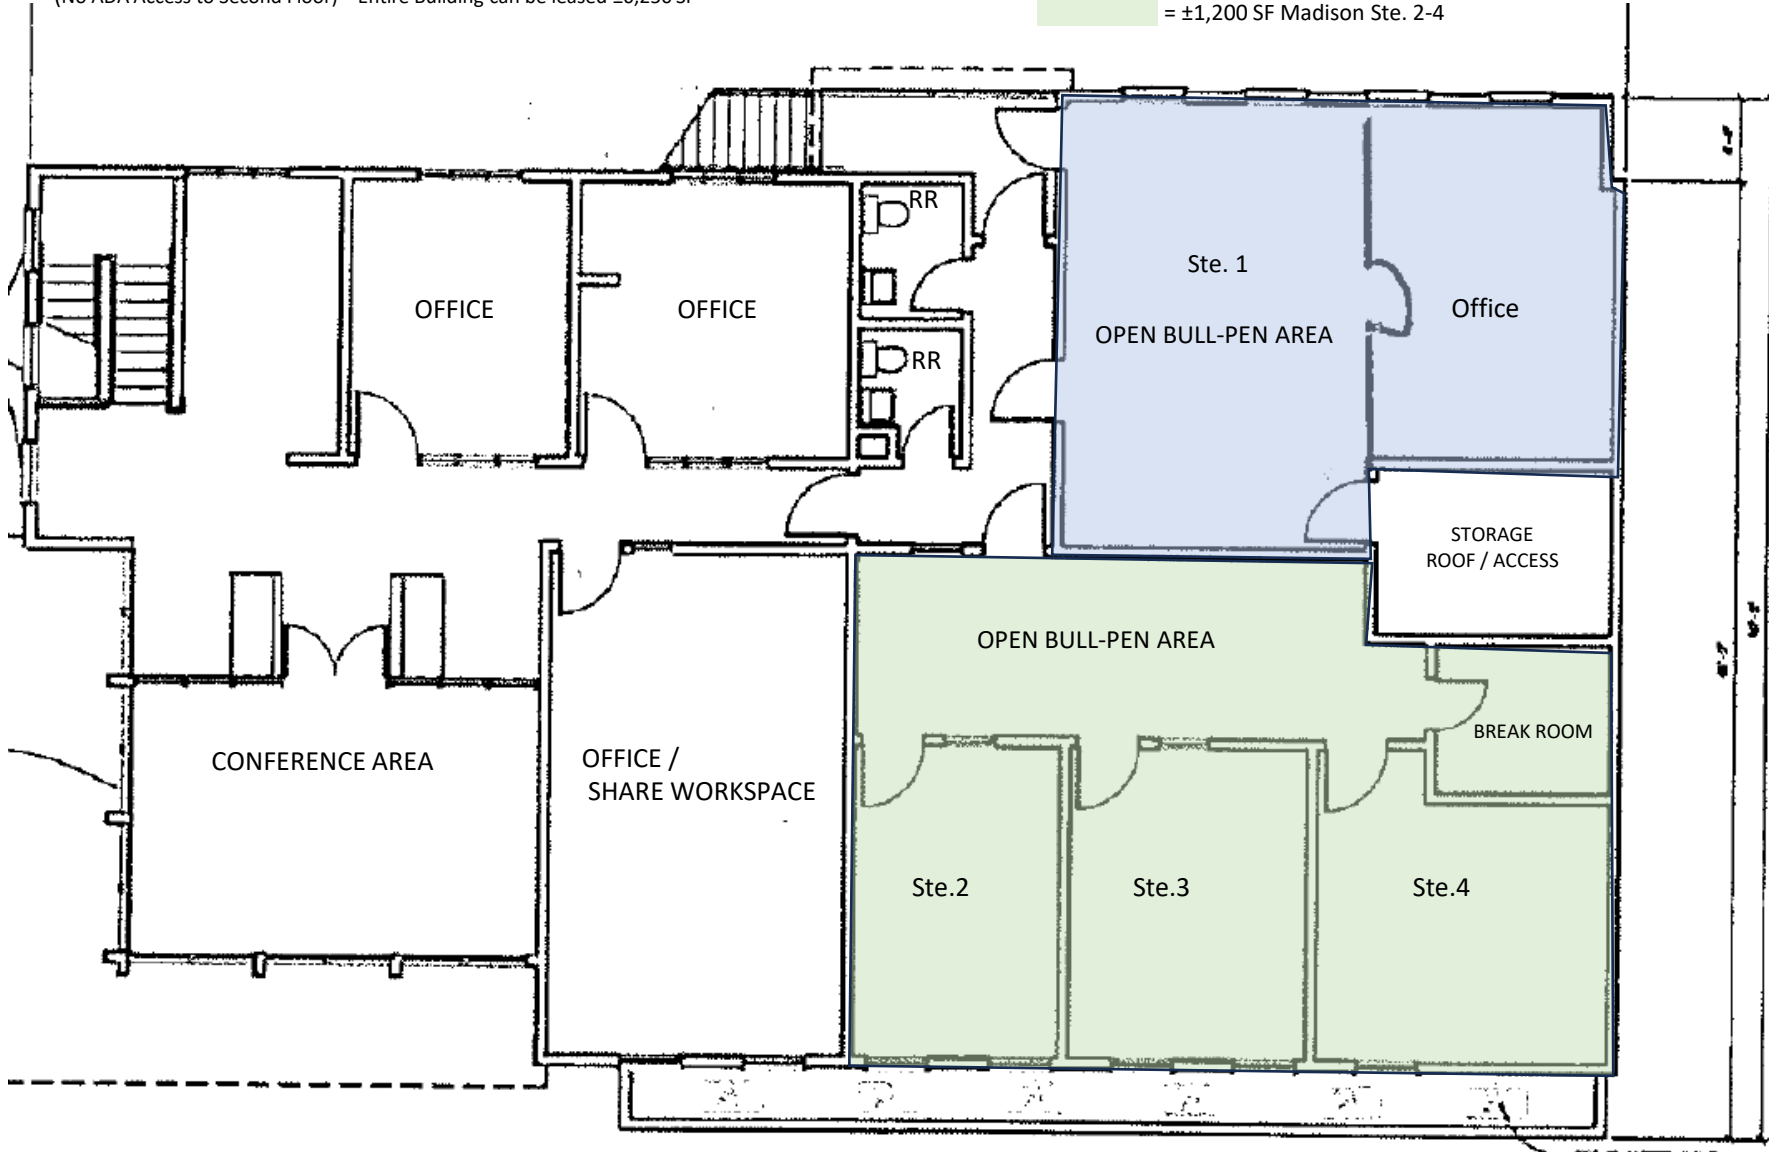 (No ADA Access to Second Floor) – Entire Building can be leased ±6,250 SF
= ±1,200 SF Madison Ste. 2-4
RR
Ste. 1
OFFICE
OFFICE
Office
OPEN BULL-PEN AREA
RR
STORAGE
ROOF / ACCESS
OPEN BULL-PEN AREA
BREAK ROOM
CONFERENCE AREA
OFFICE /
SHARE WORKSPACE
Ste.2
Ste.3
Ste.4